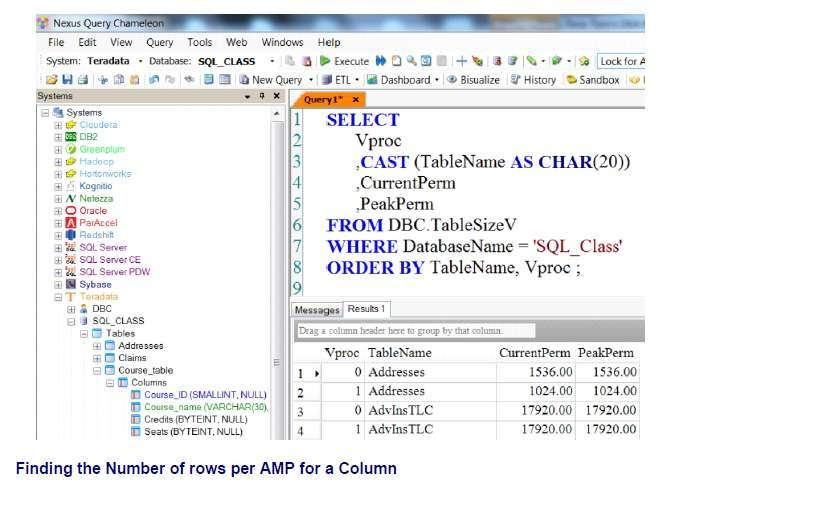 Nexus Query Chameleon
File Edit View Query Tools Web Windows Help
System: Teradata Database: SQL_CLASS Execute Lock for A
New Query ETL Dashboard Bisualize History Sandbox
Systems
Systems
Cloudera
DB2
Greenplum
Hadoop
Hortonworks
Kognitio
Netezza
Oracle
ParAccel
Redshift
SQL Server
SQL Server CE
SQL Server PDW
Sybase
Teradata
DBC
SQL_CLASS
Tables
Addresses
Claims
Course_table
Columns
Course_ID (SMALLINT, NULL)
Course_name (VARCHAR(30),
Credits (BYTEINT, NULL)
Seats (BYTEINT, NULL)
Query1* x
1 SELECT
2 Vproc
3 ,CAST (TableName AS CHAR(20))
4 ,CurrentPerm
5 ,PeakPerm
6 FROM DBC.TableSizeV
7 WHERE DatabaseName = 'SQL_Class'
8 ORDER BY TableName, Vproc ;
9
Messages Results 1
Drag a column header here to group by that column.
Vproc TableName CurrentPerm PeakPerm
1 0 Addresses 1536.00 1536.00
2 1 Addresses 1024.00 1024.00
3 0 AdvInsTLC 17920.00 17920.00
4 1 AdvInsTLC 17920.00 17920.00
Finding the Number of rows per AMP for a Column